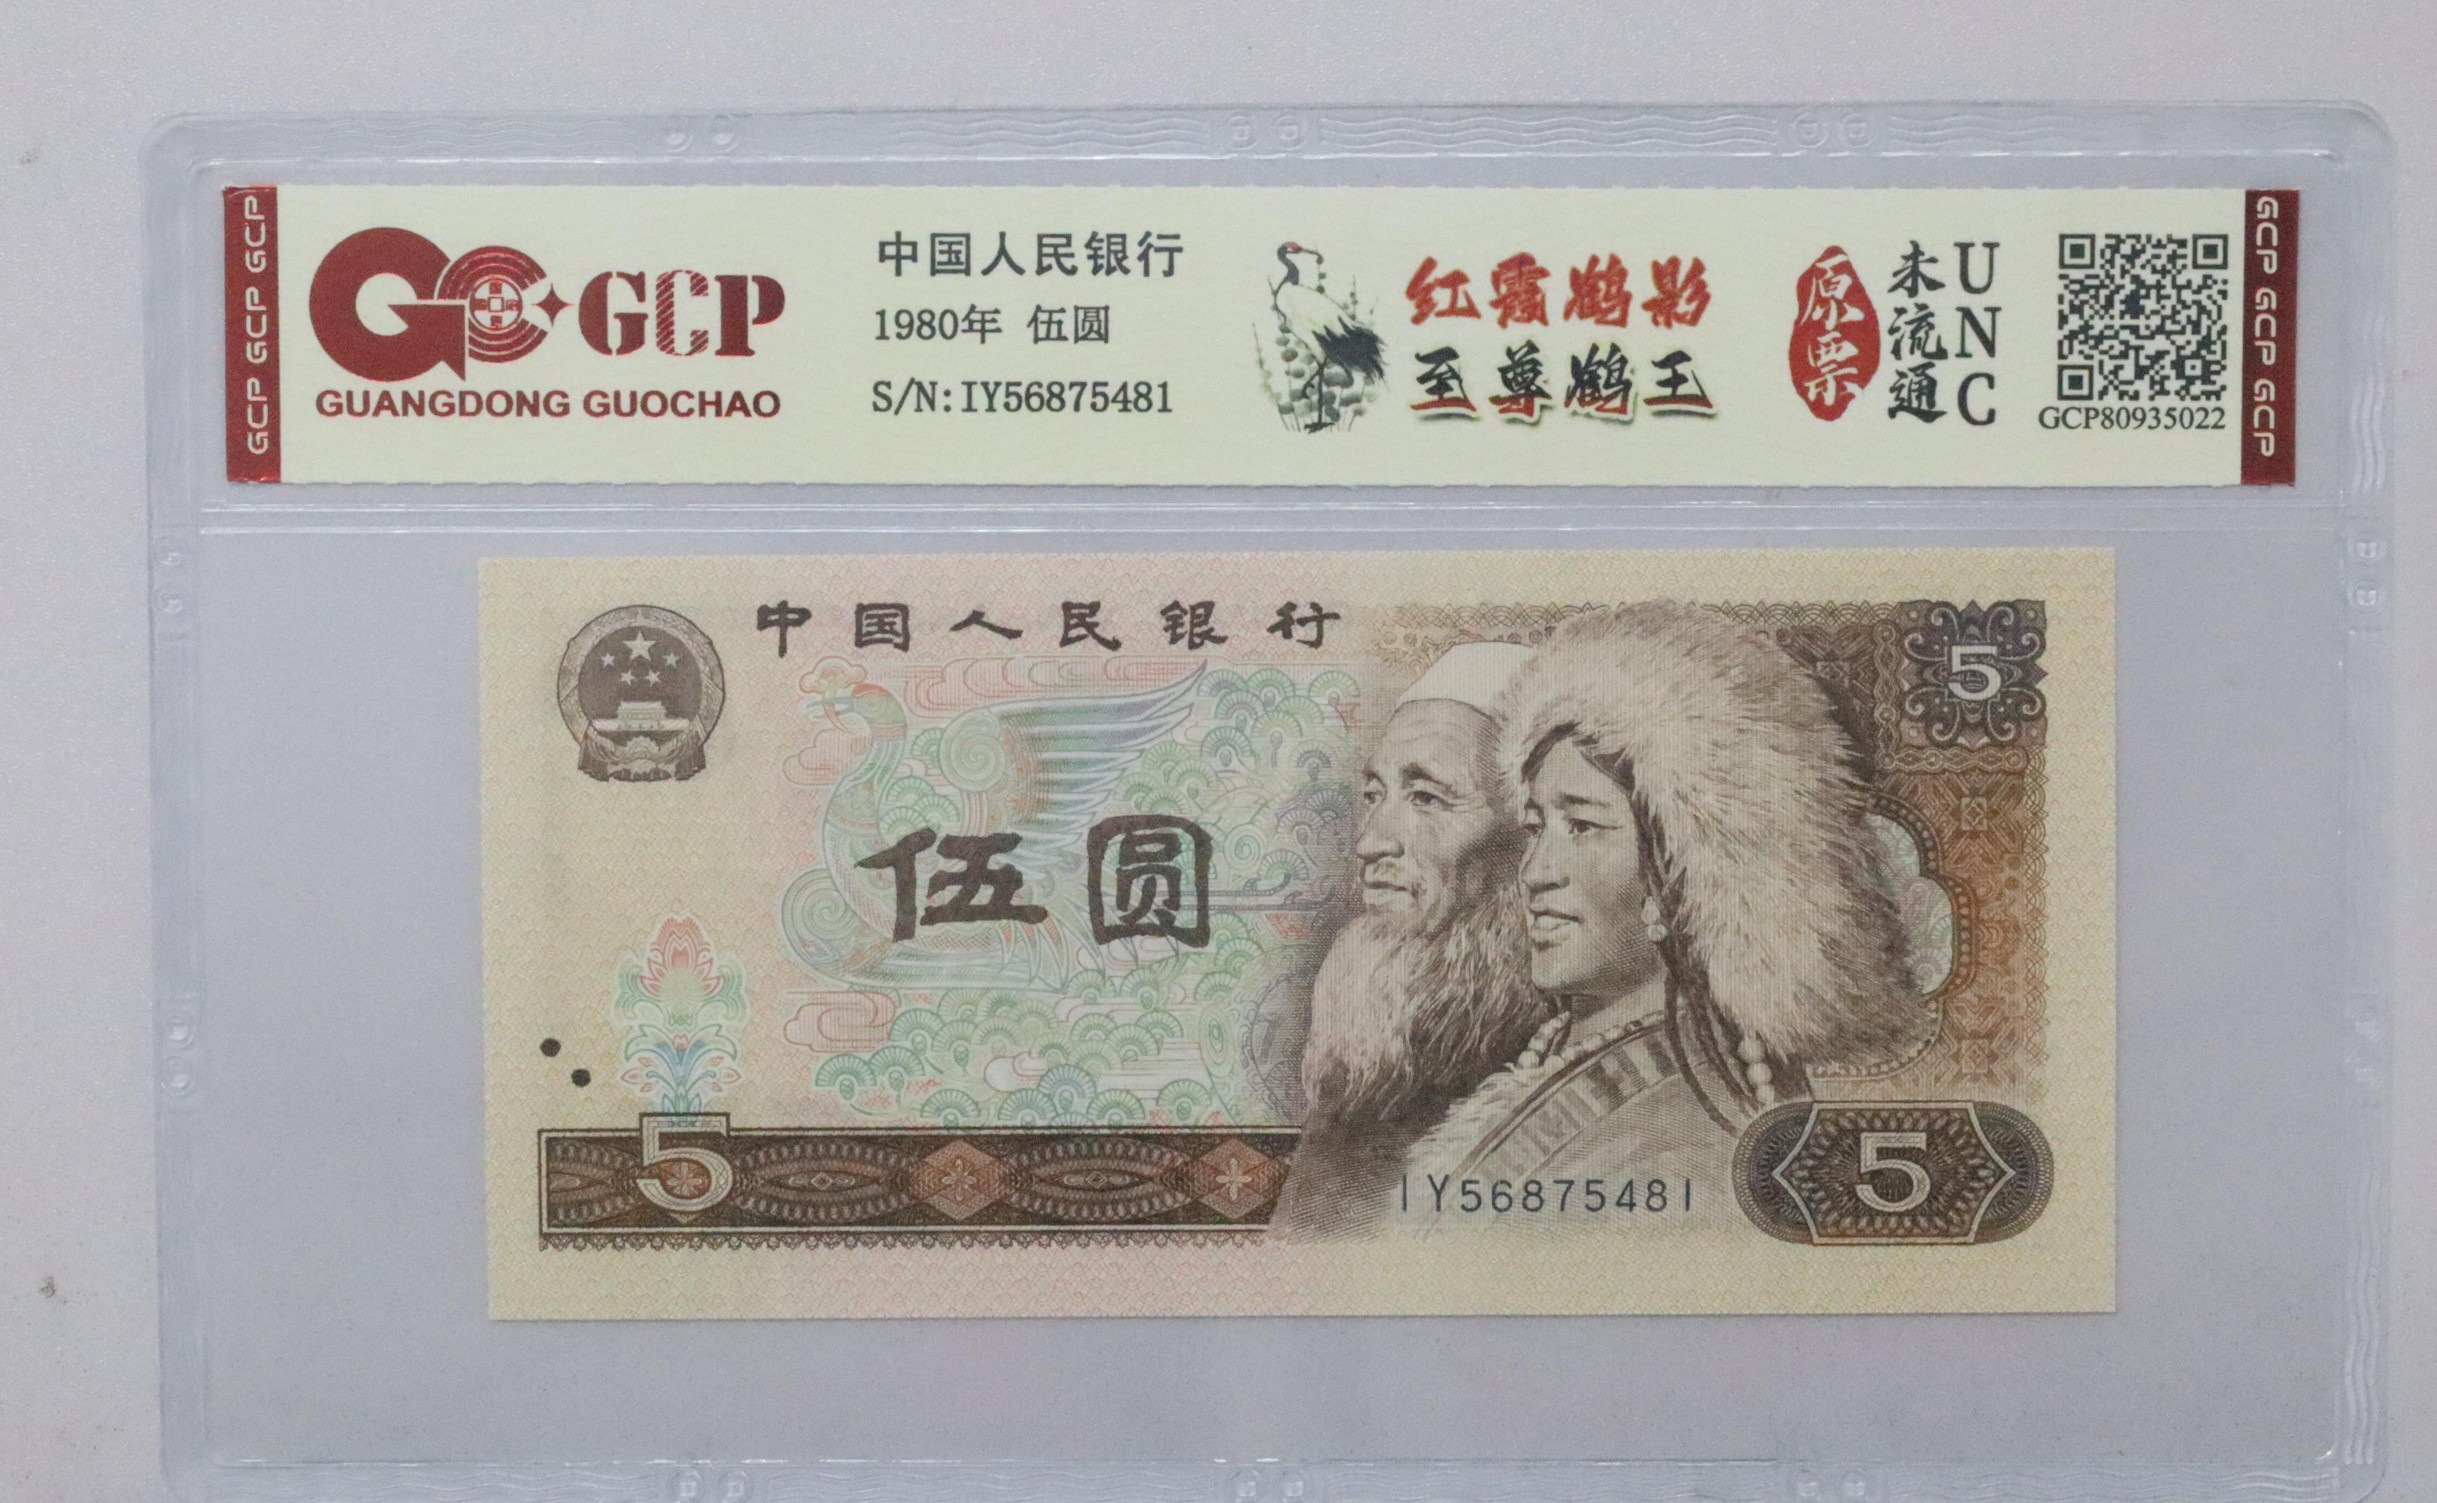 GCP GCP GCP
GCP
GUANGDONG GUOCHAO
中国人民银行
1980年 伍圆
S/N:IY56875481
红霞鹤影
至尊鹤王
原票
未流通
UNC
GCP80935022
GCP GCP GCP
中国人民银行
5
伍圆
5
IY56875481
5